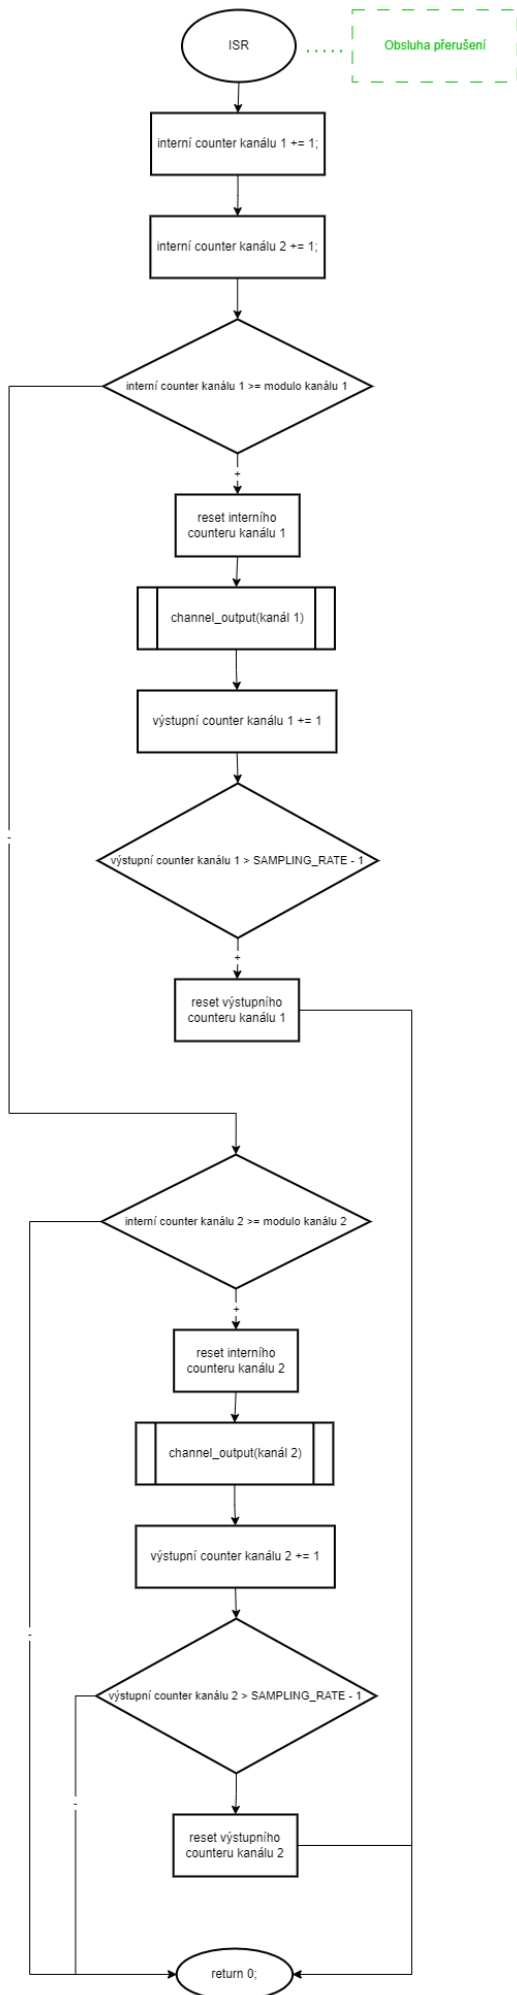 ISR
Obsluha přerušení
interní counter kanálu 1 += 1;
interní counter kanálu 2 += 1;
interní counter kanálu 1 >= modulo kanálu 1
+
reset interního
counteru kanálu 1
channel_output(kanál 1)
výstupní counter kanálu 1 += 1
-
výstupní counter kanálu 1 > SAMPLING_RATE - 1
+
reset výstupního
counteru kanálu 1
interní counter kanálu 2 >= modulo kanálu 2
+
reset interního
counteru kanálu 2
channel_output(kanál 2)
výstupní counter kanálu 2 += 1
-
výstupní counter kanálu 2 > SAMPLING_RATE - 1
-
reset výstupního
counteru kanálu 2
return 0;